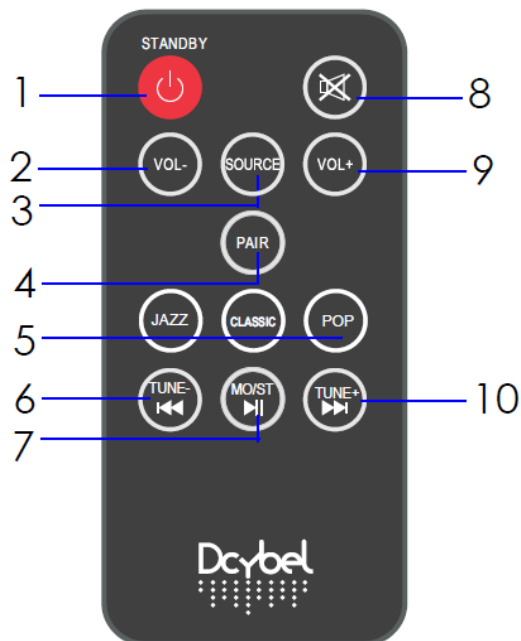 STANDBY
1
8
VOL-
SOURCE
VOL+
2
9
3
PAIR
4
JAZZ
CLASSIC
POP
5
TUNE-
MO/ST
TUNE+
6
10
7
Dcybel